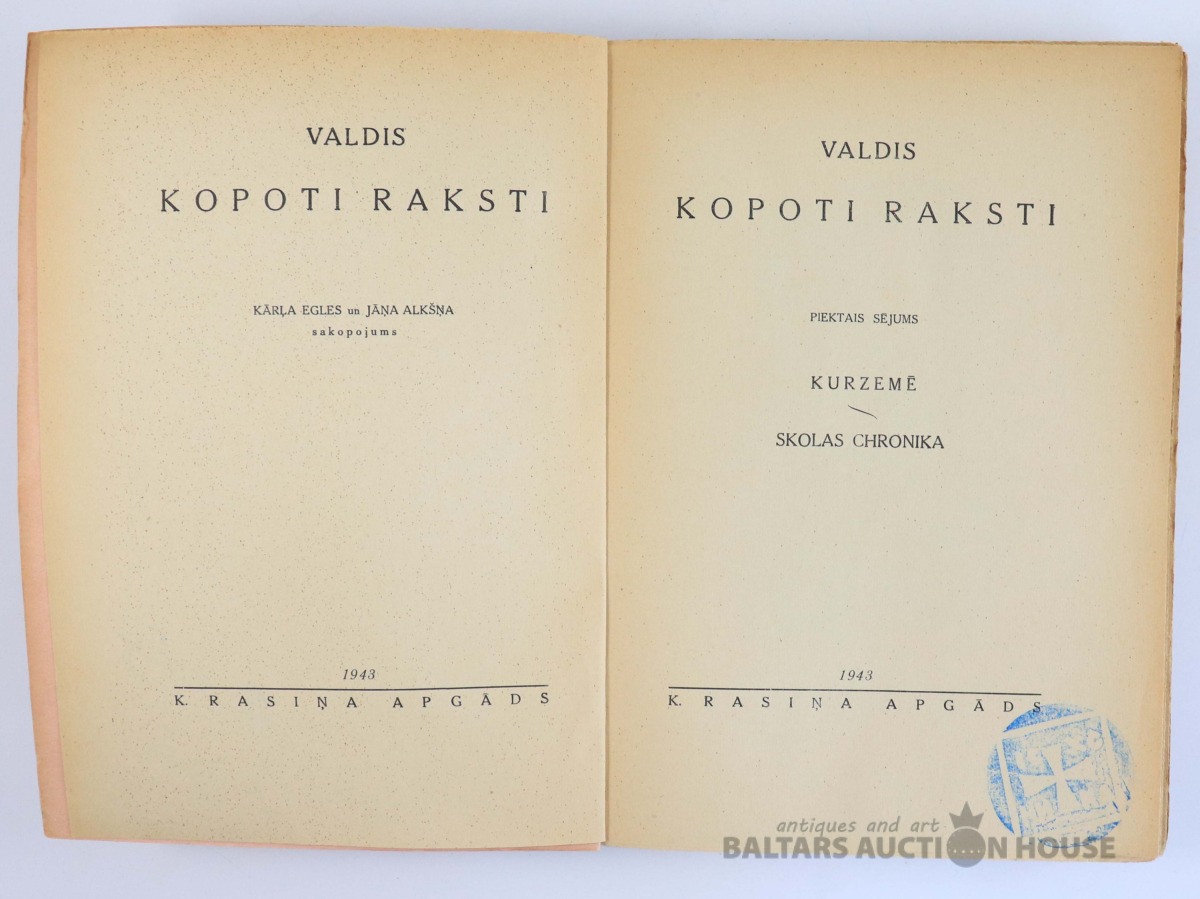 VALDIS
KOPOTI RAKSTI
KĀRĻA EGLES un JĀŅA ALKŠŅA
sakopojums
1943
K. RASIŅA APGĀDS
VALDIS
KOPOTI RAKSTI
PIEKTAIS SĒJUMS
KURZEMĒ
SKOLAS CHRONIKA
1943
K. RASIŅA APGĀDS
antiques and art
BALTARS AUCTION HOUSE